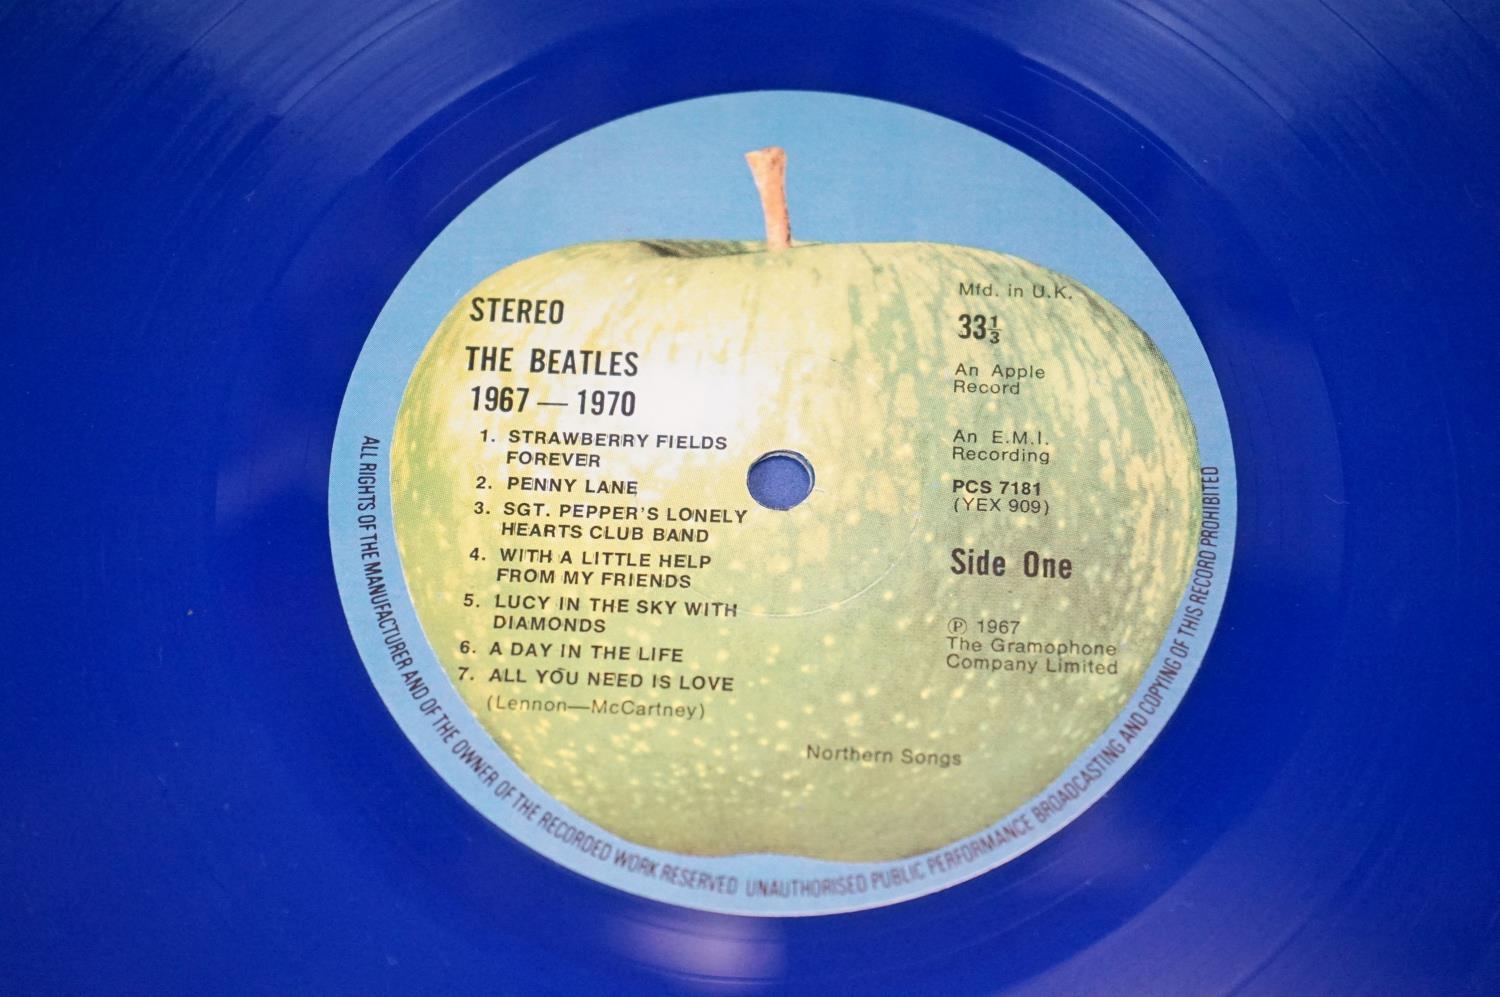 STEREO
THE BEATLES
1967 — 1970
1. STRAWBERRY FIELDS
FOREVER
2. PENNY LANE
3. SGT. PEPPER'S LONELY
HEARTS CLUB BAND
4. WITH A LITTLE HELP
FROM MY FRIENDS
5. LUCY IN THE SKY WITH
DIAMONDS
6. A DAY IN THE LIFE
7. ALL YOU NEED IS LOVE
(Lennon—McCartney)
Mfd. in U.K.
33⅓
An Apple
Record
An E.M.I.
Recording
PCS 7181
(YEX 909)
Side One
℗ 1967
The Gramophone
Company Limited
Northern Songs
ALL RIGHTS OF THE MANUFACTURER AND OF THE OWNER OF THE RECORDED WORK RESERVED UNAUTHORISED PUBLIC PERFORMANCE BROADCASTING AND COPYING OF THIS RECORD PROHIBITED